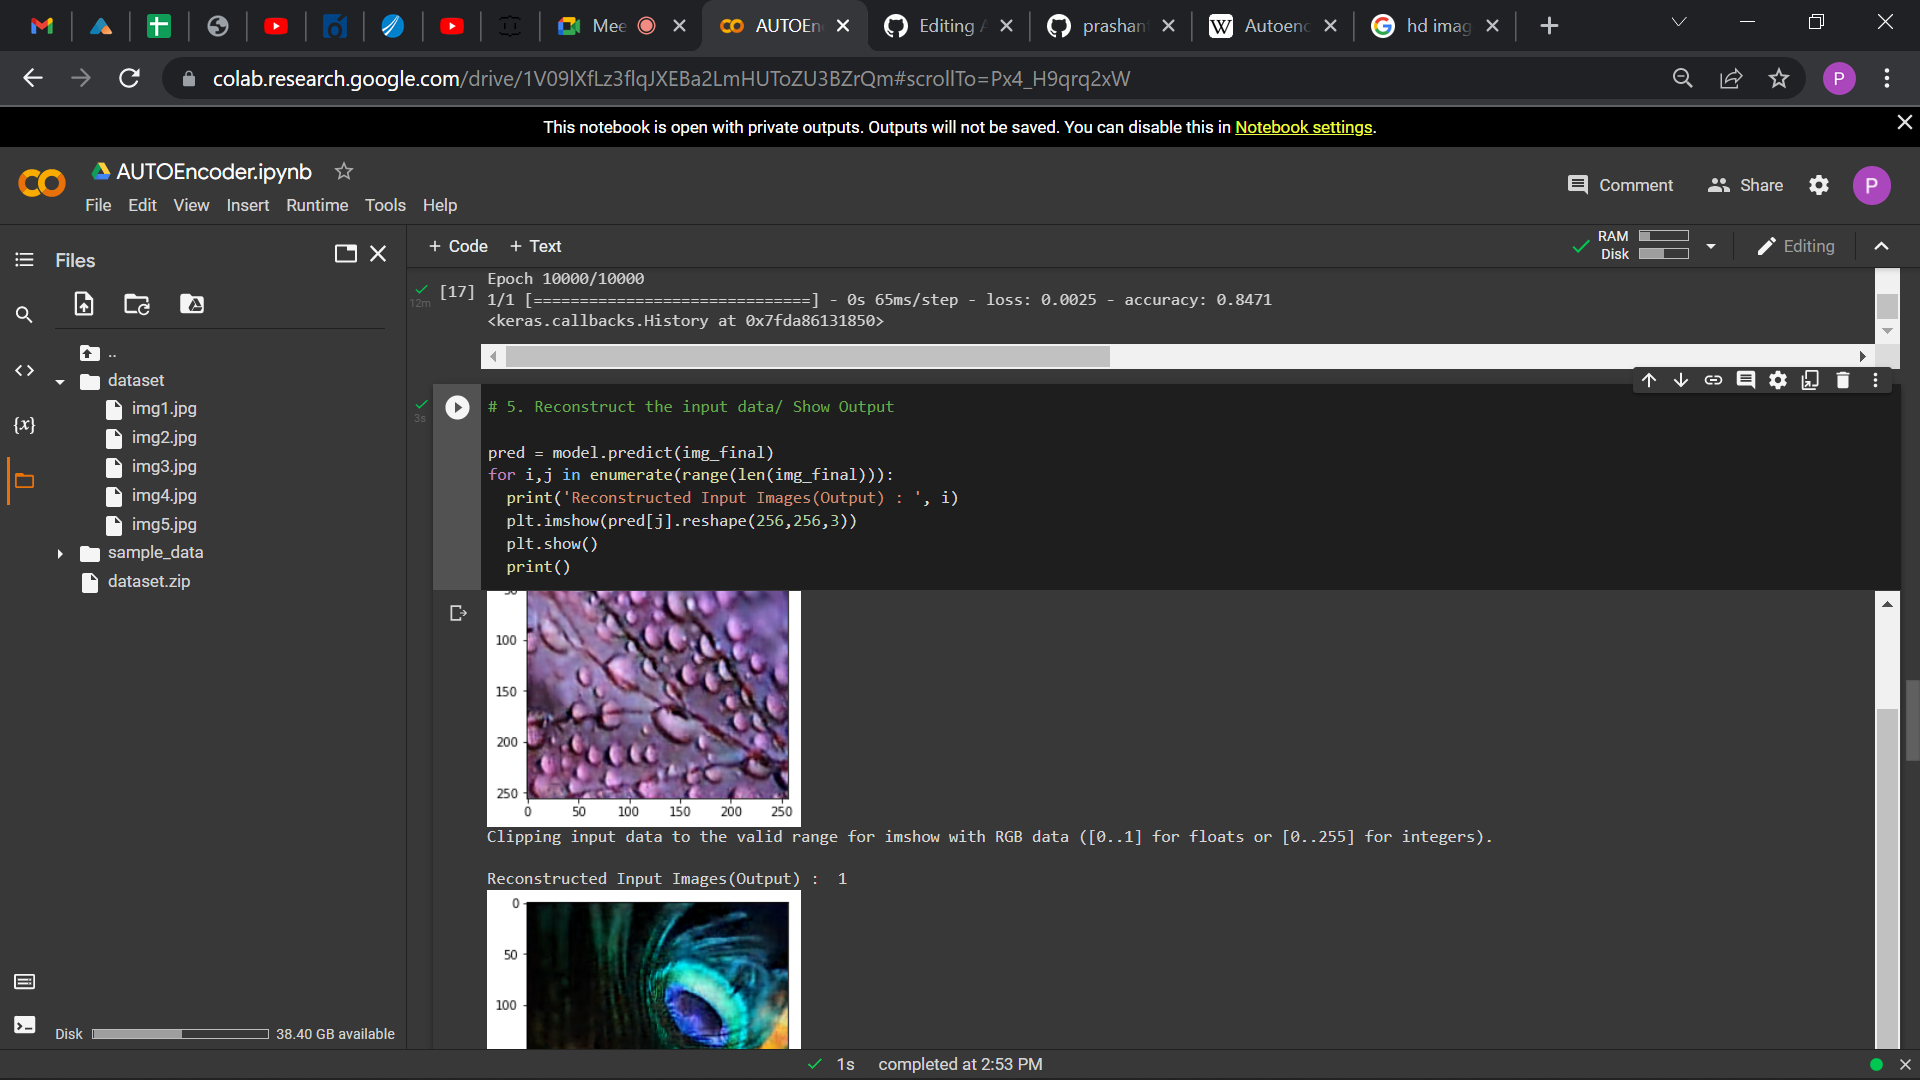 Mee
AUTOEn
Editing A
prashan
Autoenc
hd imag
colab.research.google.com/drive/1V09lXfLz3flqJXEBa2LmHUToZU3BZrQm#scrollTo=Px4_H9qrq2xW
P
This notebook is open with private outputs. Outputs will not be saved. You can disable this in Notebook settings.
AUTOEncoder.ipynb
File Edit View Insert Runtime Tools Help
Comment Share P
Files
+ Code + Text
RAM
Disk
Editing
..
dataset
img1.jpg
img2.jpg
img3.jpg
img4.jpg
img5.jpg
sample_data
dataset.zip
Disk 38.40 GB available
12m
[17]
Epoch 10000/10000
1/1 [==============================] - 0s 65ms/step - loss: 0.0025 - accuracy: 0.8471
<keras.callbacks.History at 0x7fda86131850>
3s
# 5. Reconstruct the input data/ Show Output
pred = model.predict(img_final)
for i,j in enumerate(range(len(img_final))):
print('Reconstructed Input Images(Output) : ', i)
plt.imshow(pred[j].reshape(256,256,3))
plt.show()
print()
50
100
150
200
250
0 50 100 150 200 250
Clipping input data to the valid range for imshow with RGB data ([0..1] for floats or [0..255] for integers).
Reconstructed Input Images(Output) : 1
0
50
100
1s completed at 2:53 PM